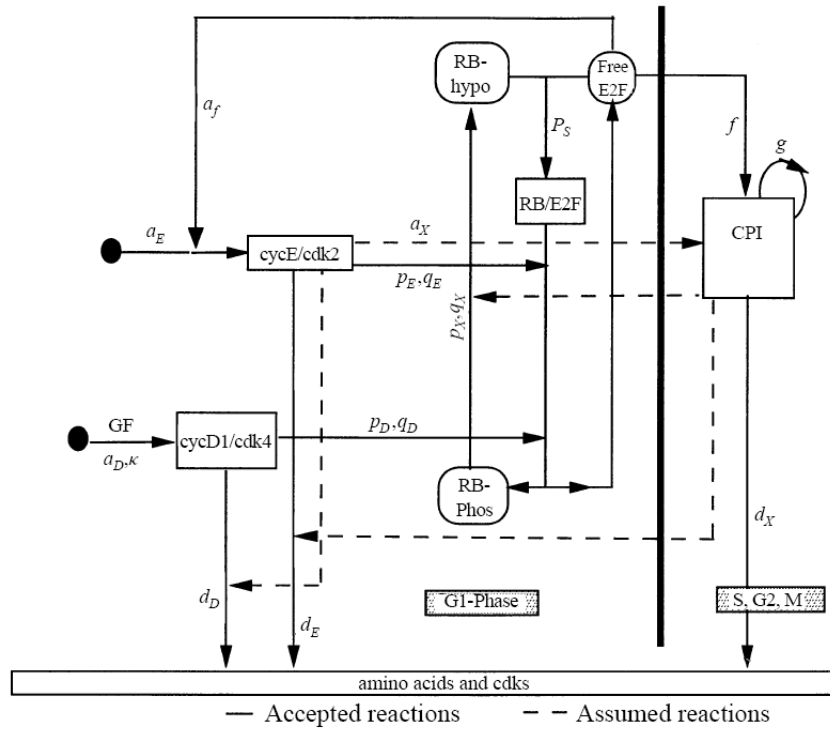 RB-
hypo
Free
E2F
a_f
P_S
f
g
RB/E2F
CPI
a_E
a_X
cycE/cdk2
p_E,q_E
p_X,q_X
GF
cycD1/cdk4
p_D,q_D
a_D,κ
RB-
Phos
d_X
G1-Phase
S, G2, M
d_D
d_E
amino acids and cdks
Accepted reactions
Assumed reactions